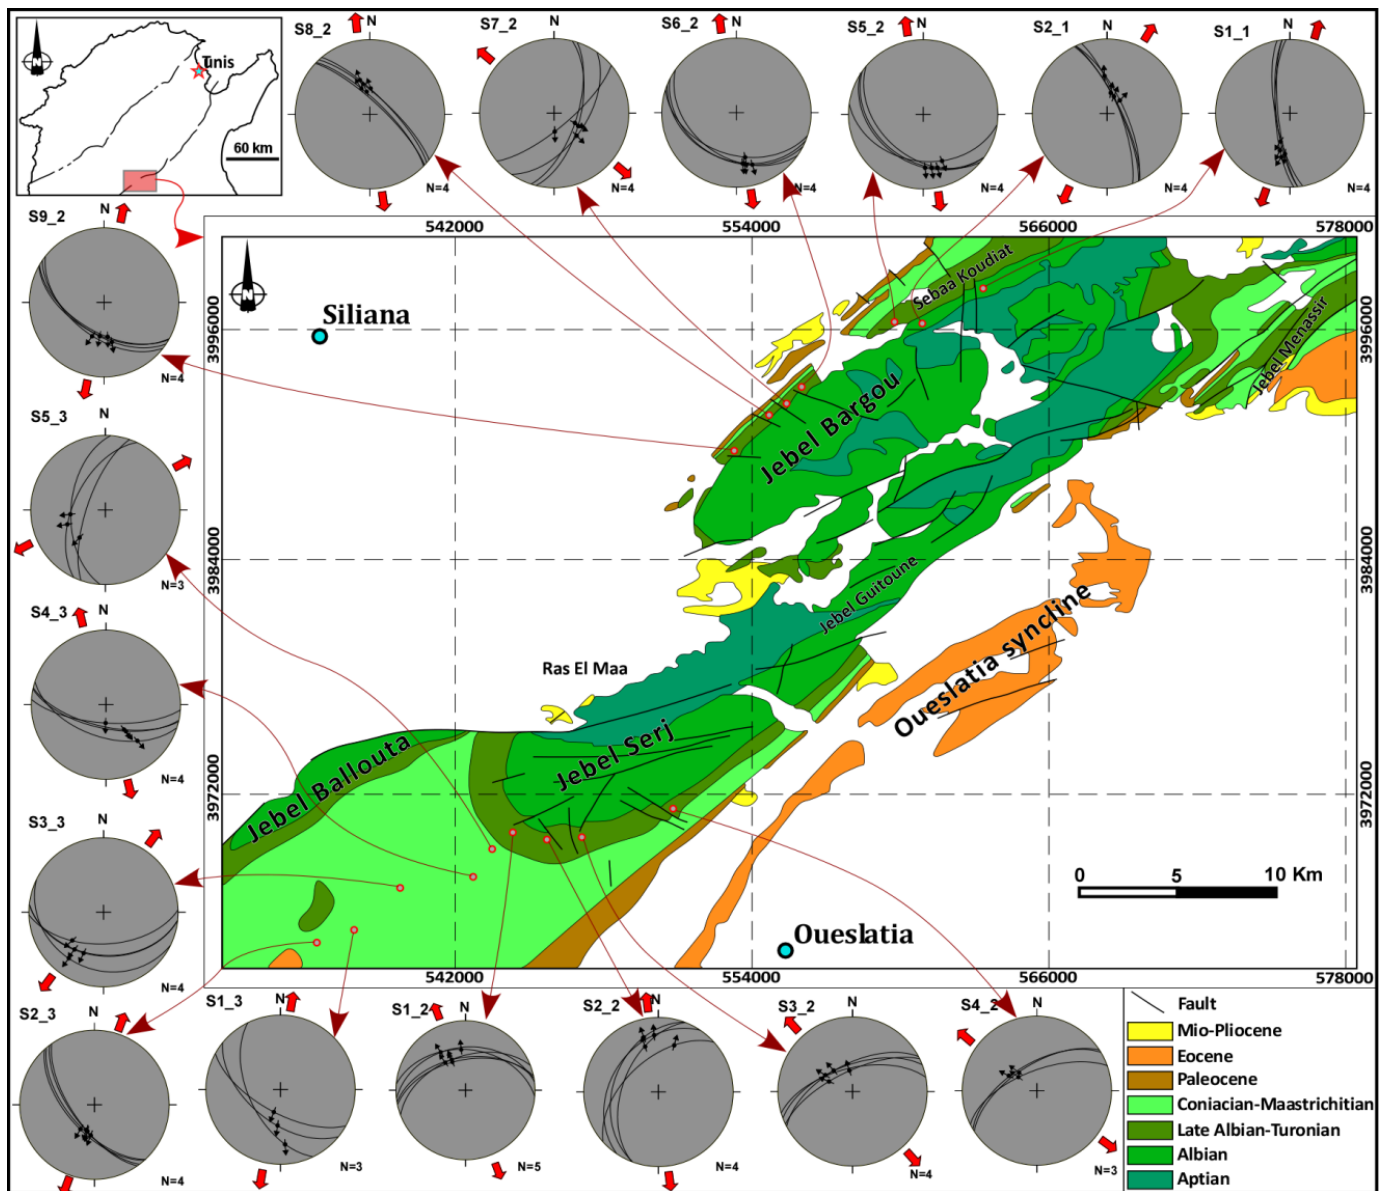 S8_2
N
N=4
S7_2
N
N=4
S6_2
N
N=4
S5_2
N
N=4
S2_1
N
N=4
S1_1
N
N=4
Tunis
60 km
S9_2
N
N=4
S5_3
N
N=3
S4_3
N
N=4
S3_3
N
N=4
S2_3
N
N=4
542000
554000
566000
578000
3996000
3984000
3972000
3996000
3984000
3972000
Siliana
Sebaa Koudiat
Jebel Menassir
Jebel Bargou
Jebel Guitoune
Oueslatia syncline
Ras El Maa
Jebel Serj
Jebel Ballouta
0
5
10 Km
Oueslatia
542000
554000
566000
578000
S1_3
N
N=3
S1_2
N
N=5
S2_2
N
N=4
S3_2
N
N=4
S4_2
N
N=3
Fault
Mio-Pliocene
Eocene
Paleocene
Coniacian-Maastrichitian
Late Albian-Turonian
Albian
Aptian